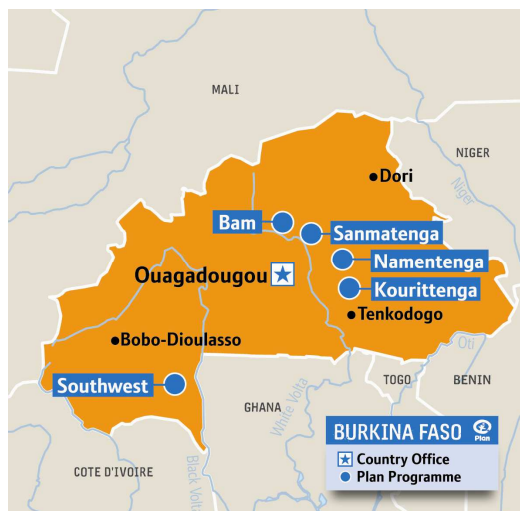 MALI
NIGER
Niger
Dori
Bam
Sanmatenga
Namentenga
Ouagadougou
Kourittenga
Tenkodogo
Bobo-Dioulasso
Oti
Southwest
TOGO
BENIN
GHANA
White Volta
BURKINA FASO
Plan
Country Office
Plan Programme
COTE D'IVOIRE
Black Volta